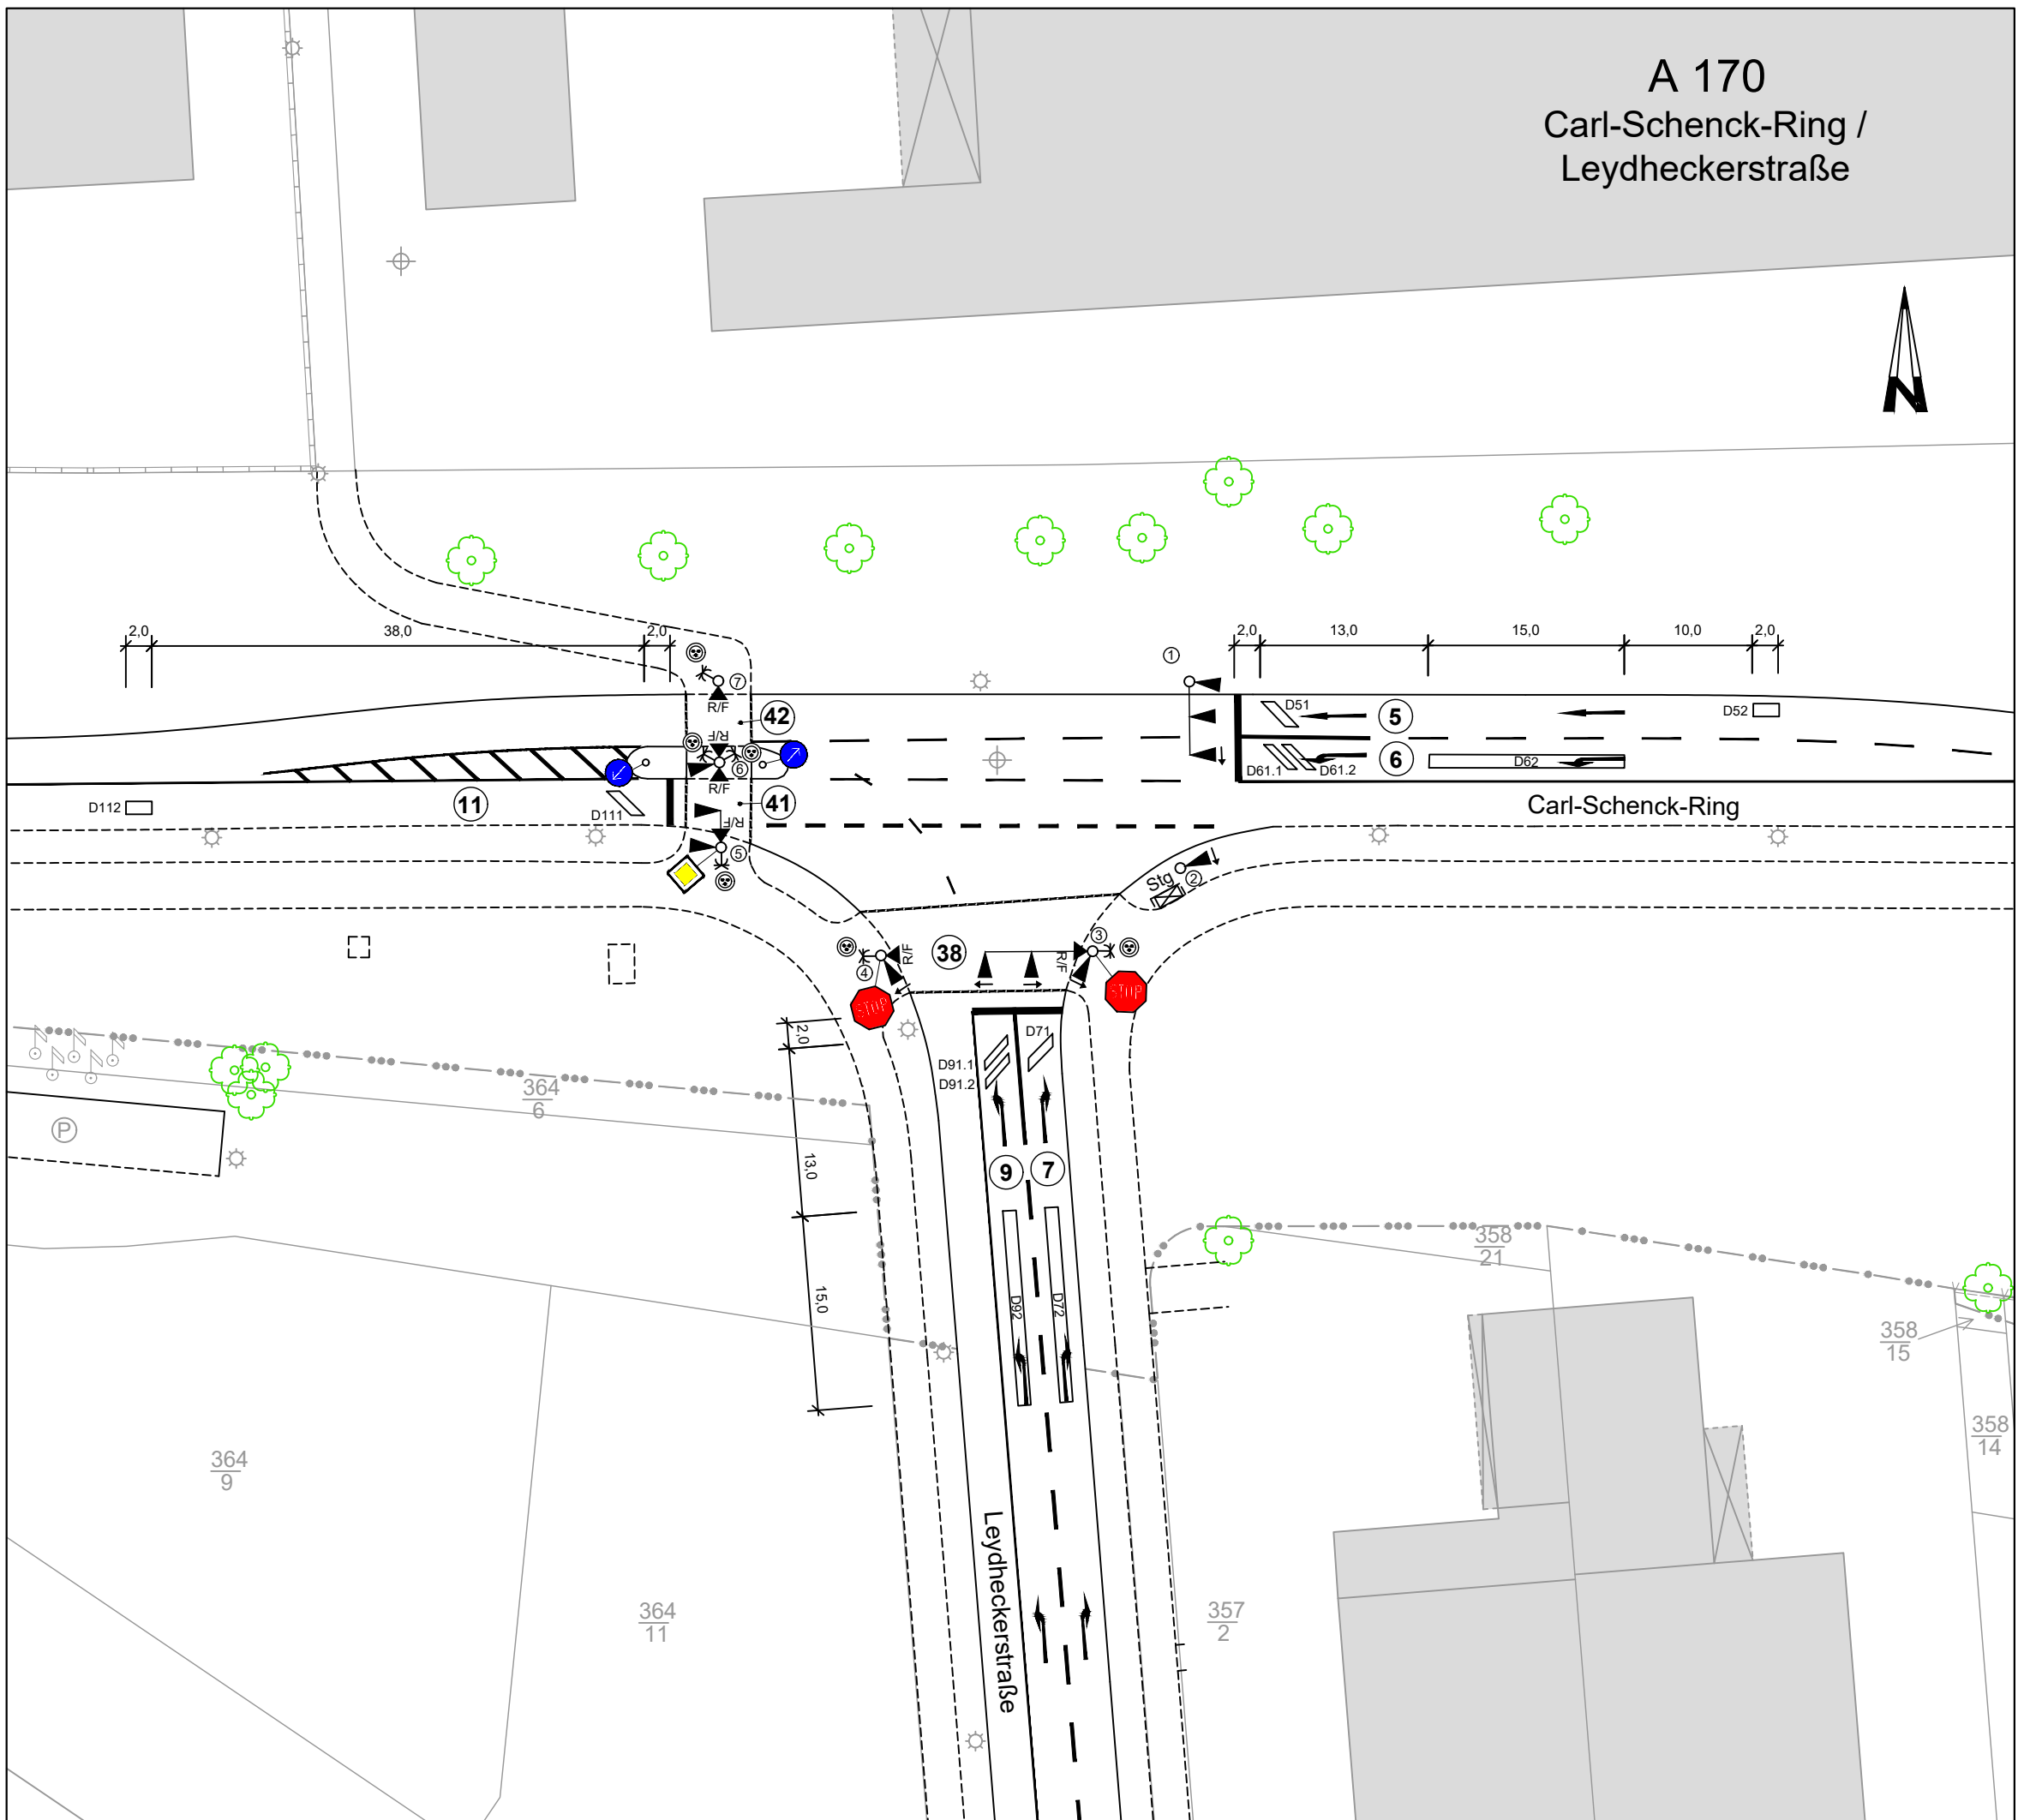 A 170
Carl-Schenck-Ring /
Leydheckerstraße
N
2,0
38,0
2,0
2,0
13,0
15,0
10,0
2,0
1
7
R/F
42
R/F
6
R/F
41
R/F
5
D51
5
D52
D61.1
D61.2
6
D62
Carl-Schenck-Ring
D112
11
D111
Stg
2
4
R/F
38
R/F
3
STOP
STOP
2,0
13,0
15,0
D71
D91.1
D91.2
9
7
D92
D72
Leydheckerstraße
P
364
6
364
9
364
11
358
21
358
15
358
14
357
2